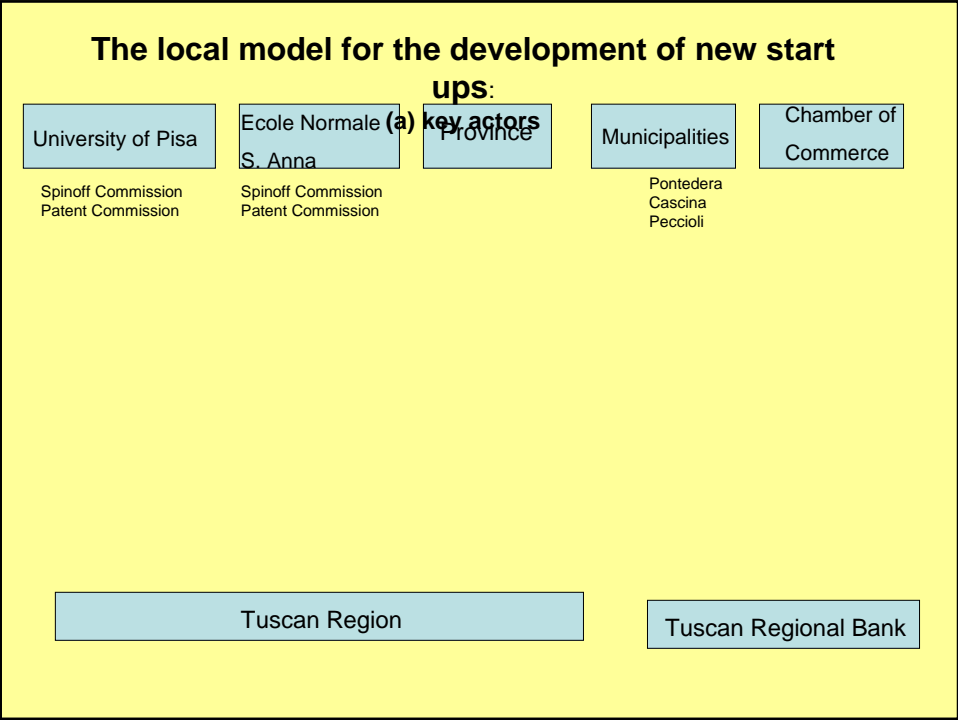 The local model for the development of new start
ups:
(a) key actors
University of Pisa
Ecole Normale
S. Anna
Province
Municipalities
Chamber of
Commerce
Spinoff Commission
Patent Commission
Spinoff Commission
Patent Commission
Pontedera
Cascina
Peccioli
Tuscan Region
Tuscan Regional Bank